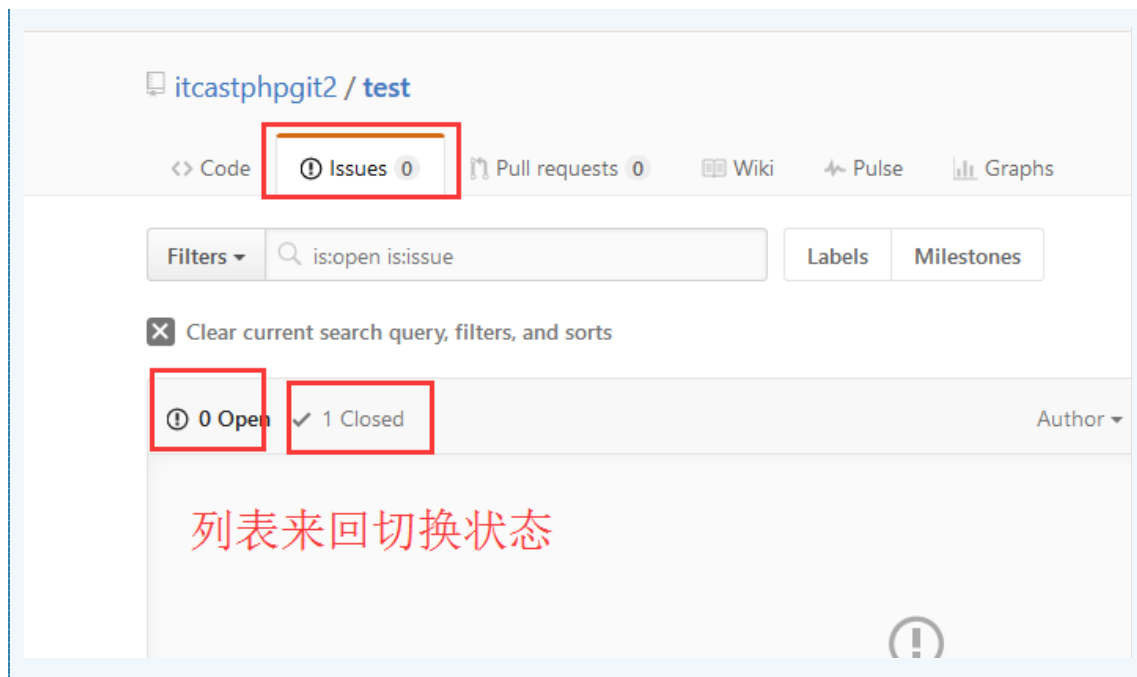 itcastphpgit2 / test
Code Issues 0 Pull requests 0 Wiki Pulse Graphs
Filters is:open is:issue Labels Milestones
Clear current search query, filters, and sorts
0 Open 1 Closed Author
列表来回切换状态